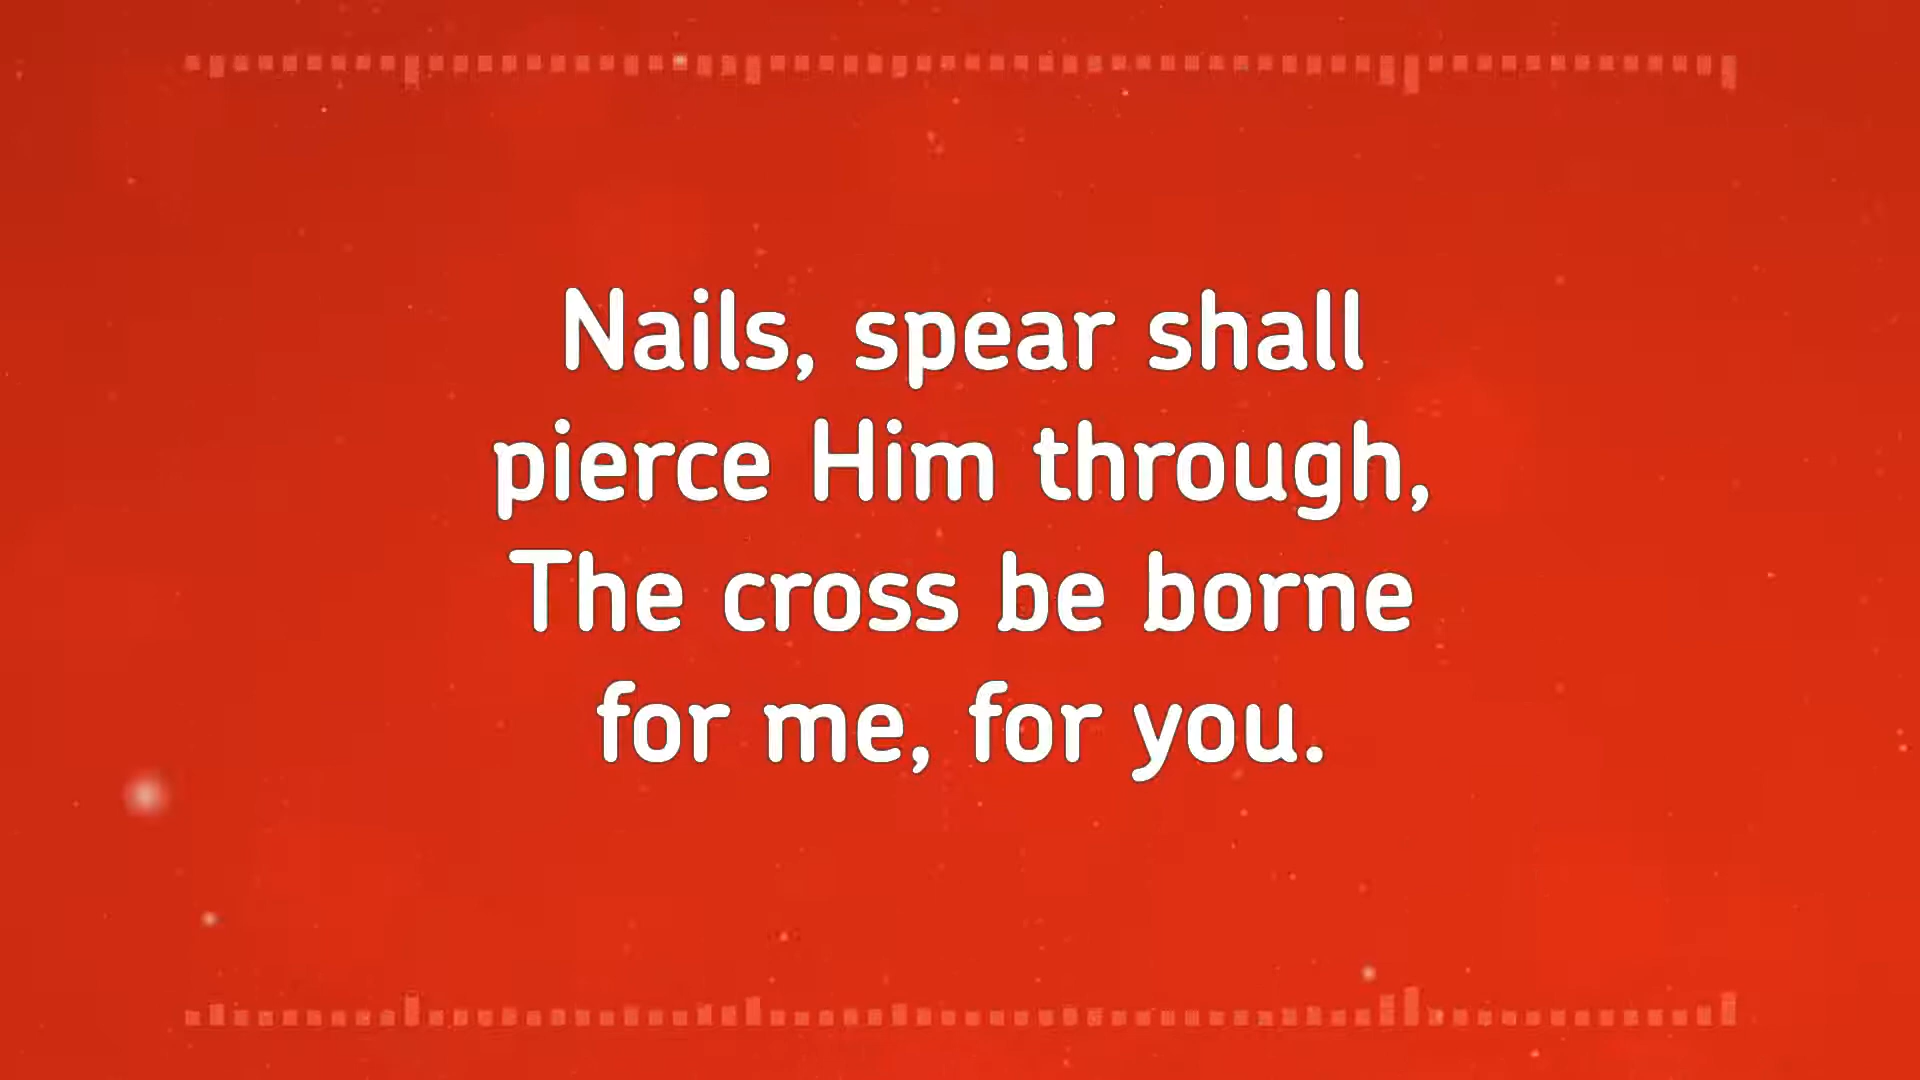 Nails, spear shall
pierce Him through,
The cross be borne
for me, for you.